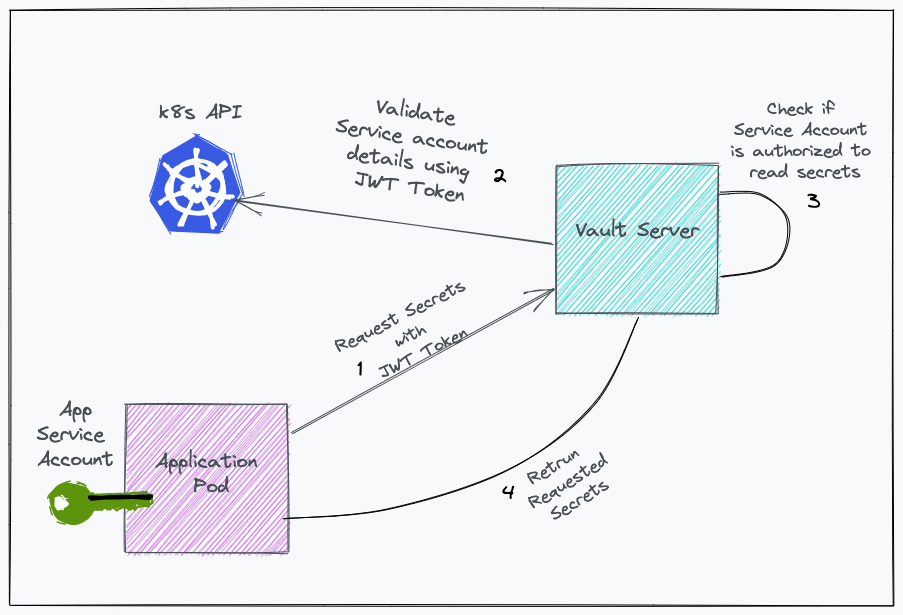 k8s API
Validate
Service account
details using
JWT Token
2
Check if
Service Account
is authorized to
read secrets
3
Vault Server
Request Secrets
with
JWT Token
1
App
Service
Account
Application
Pod
4
Retrun
Requested
Secrets